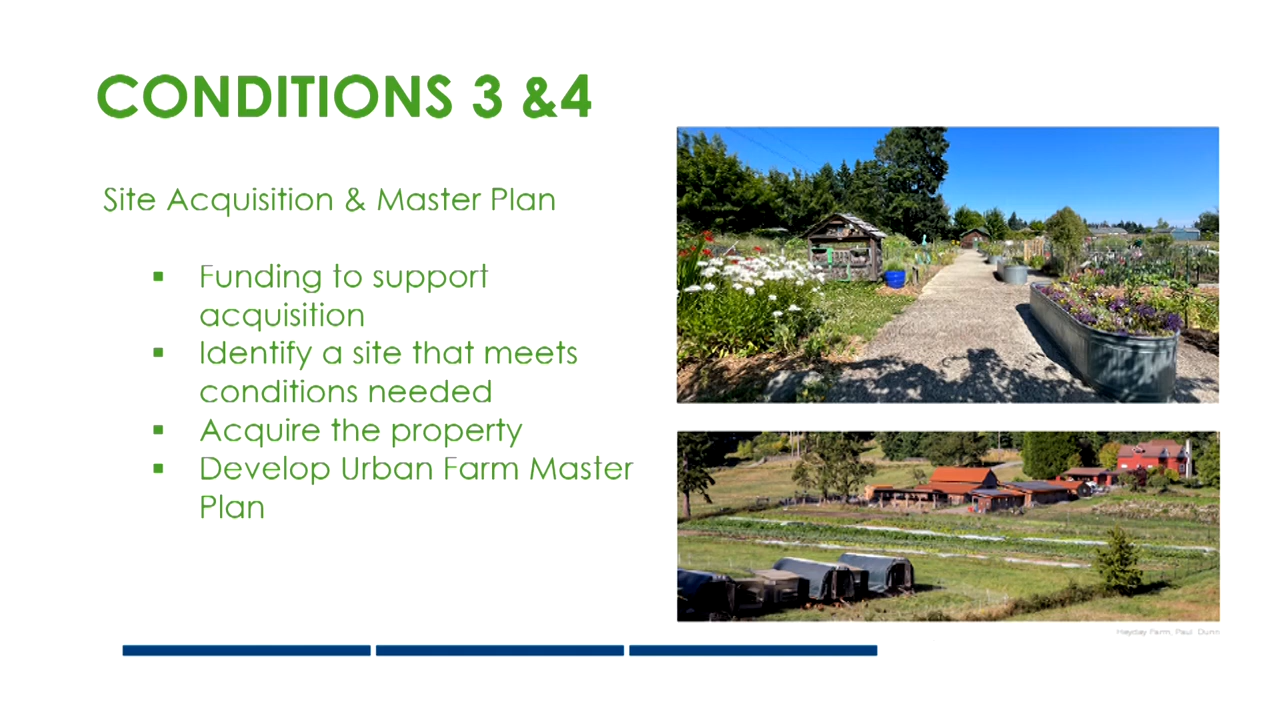 CONDITIONS 3 &4
Site Acquisition & Master Plan
▪ Funding to support
acquisition
▪ Identify a site that meets
conditions needed
▪ Acquire the property
▪ Develop Urban Farm Master
Plan
Heyday Farm, Paul Dunn